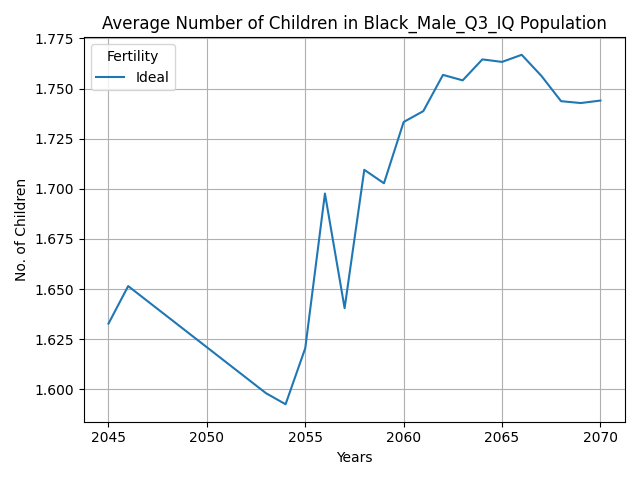 Average Number of Children in Black_Male_Q3_IQ Population
Fertility
Ideal
No. of Children
1.775
1.750
1.725
1.700
1.675
1.650
1.625
1.600
2045
2050
2055
2060
2065
2070
Years